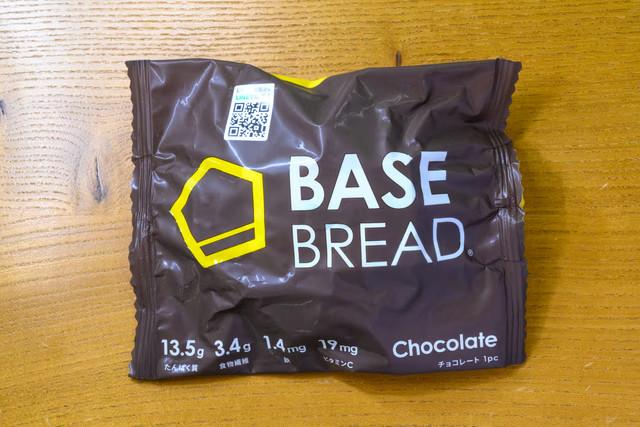 BASE
BREAD®
13.5g 3.4g 1.4mg 19mg
たんぱく質 食物繊維
Chocolate
チョコレート 1pc